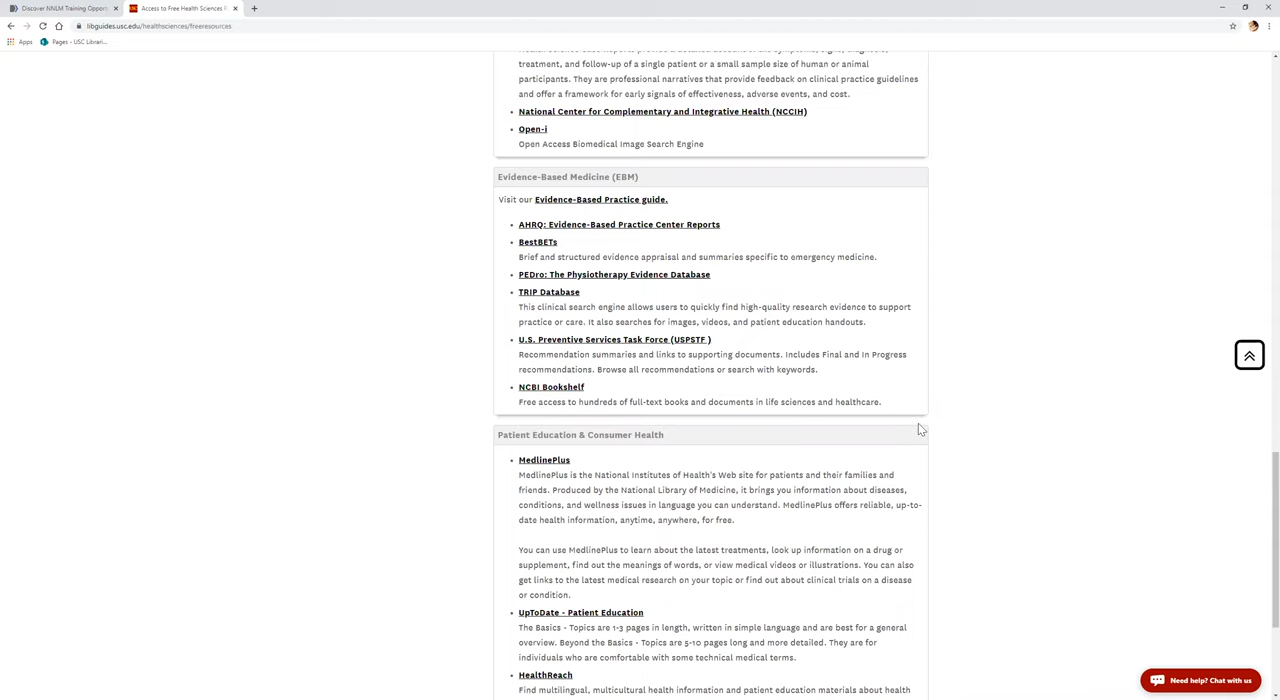 Discover NNLM Training Opport
Access to Free Health Sciences R
libguides.usc.edu/healthsciences/freeresources
Apps
Pages - USC Librari...
treatment, and follow-up of a single patient or a small sample size of human or animal
participants. They are professional narratives that provide feedback on clinical practice guidelines
and offer a framework for early signals of effectiveness, adverse events, and cost.
• National Center for Complementary and Integrative Health (NCCIH)
• Open-i
Open Access Biomedical Image Search Engine
Evidence-Based Medicine (EBM)
Visit our Evidence-Based Practice guide.
• AHRQ: Evidence-Based Practice Center Reports
• BestBETs
Brief and structured evidence appraisal and summaries specific to emergency medicine.
• PEDro: The Physiotherapy Evidence Database
• TRIP Database
This clinical search engine allows users to quickly find high-quality research evidence to support
practice or care. It also searches for images, videos, and patient education handouts.
• U.S. Preventive Services Task Force (USPSTF )
Recommendation summaries and links to supporting documents. Includes Final and In Progress
recommendations. Browse all recommendations or search with keywords.
• NCBI Bookshelf
Free access to hundreds of full-text books and documents in life sciences and healthcare.
Patient Education & Consumer Health
• MedlinePlus
MedlinePlus is the National Institutes of Health's Web site for patients and their families and
friends. Produced by the National Library of Medicine, it brings you information about diseases,
conditions, and wellness issues in language you can understand. MedlinePlus offers reliable, up-to-
date health information, anytime, anywhere, for free.
You can use MedlinePlus to learn about the latest treatments, look up information on a drug or
supplement, find out the meanings of words, or view medical videos or illustrations. You can also
get links to the latest medical research on your topic or find out about clinical trials on a disease
or condition.
• UpToDate - Patient Education
The Basics - Topics are 1-3 pages in length, written in simple language and are best for a general
overview. Beyond the Basics - Topics are 5-10 pages long and more detailed. They are for
individuals who are comfortable with some technical medical terms.
• HealthReach
Find multilingual, multicultural health information and patient education materials about health
Need help? Chat with us